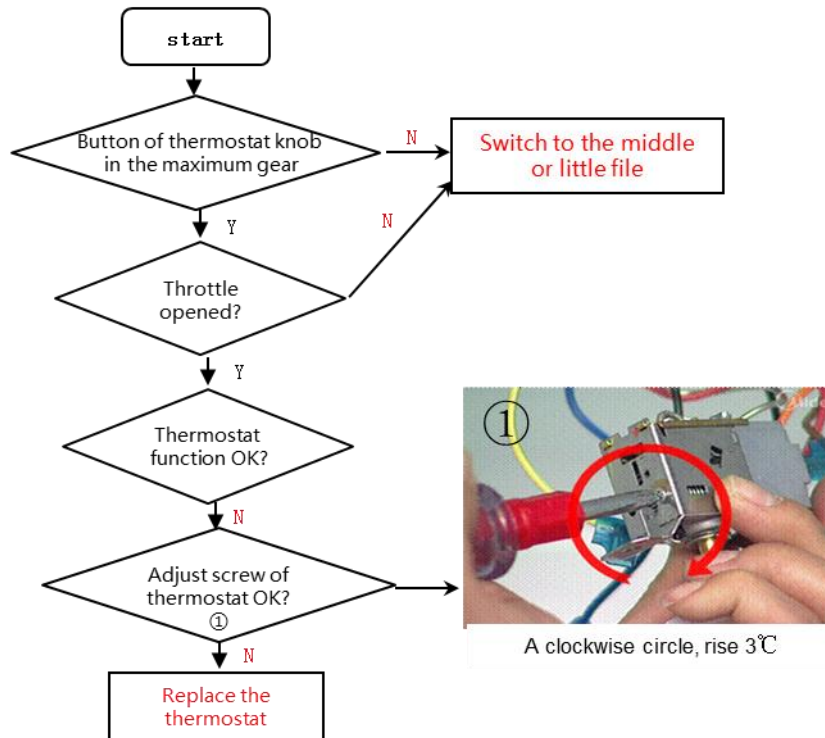 start
Button of thermostat knob
in the maximum gear
N
Switch to the middle
or little file
Y
N
Throttle
opened?
Y
Thermostat
function OK?
N
Adjust screw of
thermostat OK?
①
①
A clockwise circle, rise 3℃
N
Replace the
thermostat